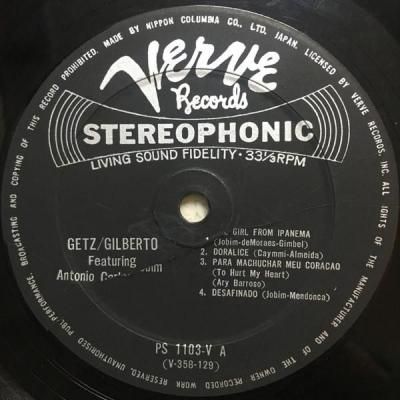 MADE BY NIPPON COLUMBIA CO., LTD., JAPAN. LICENSED BY VERVE RECORDS, INC. ALL RIGHTS OF THE MANUFACTURER AND OF THE OWNER RECORDED WORK RESERVED, UNAUTHORISED PUBLIC PERFORMANCE, BROADCASTING AND COPYING OF THIS RECORD PROHIBITED.
Verve
Records
STEREOPHONIC
LIVING SOUND FIDELITY • 33⅓RPM
GETZ/GILBERTO
Featuring
Antonio Carlos
GIRL FROM IPANEMA
(Jobim-deMoraes-Gimbel)
2. DORALICE (Caymmi-Almeida)
3. PARA MACHUCHAR MEU CORACAO
(To Hurt My Heart)
(Ary Barroso)
4. DESAFINADO (Jobim-Mendonca)
PS 1103-V A
(V-358-129)